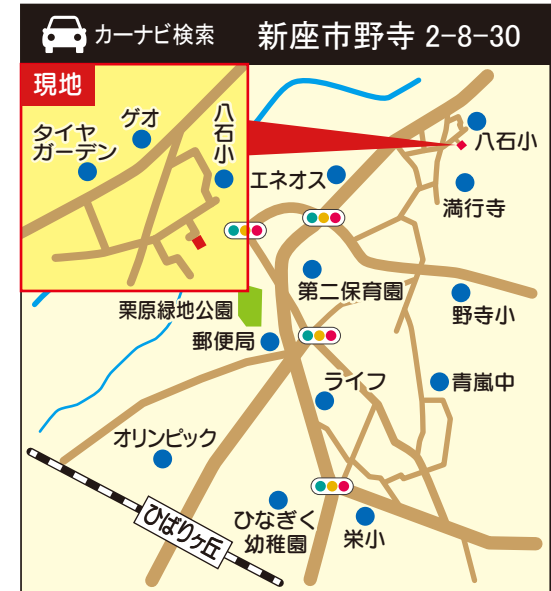 カーナビ検索 新座市野寺 2-8-30
現地
ゲオ
タイヤ
ガーデン
八石小
八石小
エネオス
満行寺
第二保育園
栗原緑地公園
野寺小
郵便局
ライフ
青嵐中
オリンピック
ひばりヶ丘
ひなぎく
幼稚園
栄小